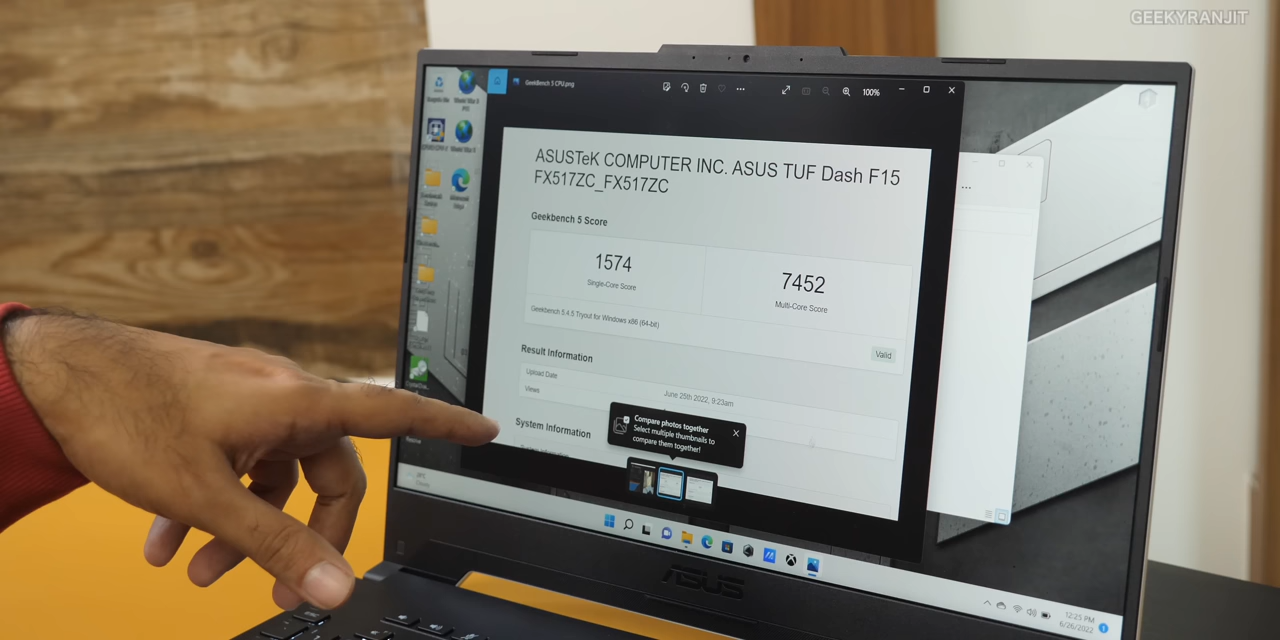 GEEKYRANJIT
GeekBench 5 CPU.png
100%
ASUSTeK COMPUTER INC. ASUS TUF Dash F15
FX517ZC_FX517ZC
Geekbench 5 Score
1574
Single-Core Score
7452
Multi-Core Score
Geekbench 5.4.5 Tryout for Windows x86 (64-bit)
Valid
Result Information
Upload Date
June 25th 2022, 9:23am
Views
System Information
Compare photos together
Select multiple thumbnails to
compare them together!
ASUS
12:25 PM
6/26/2022